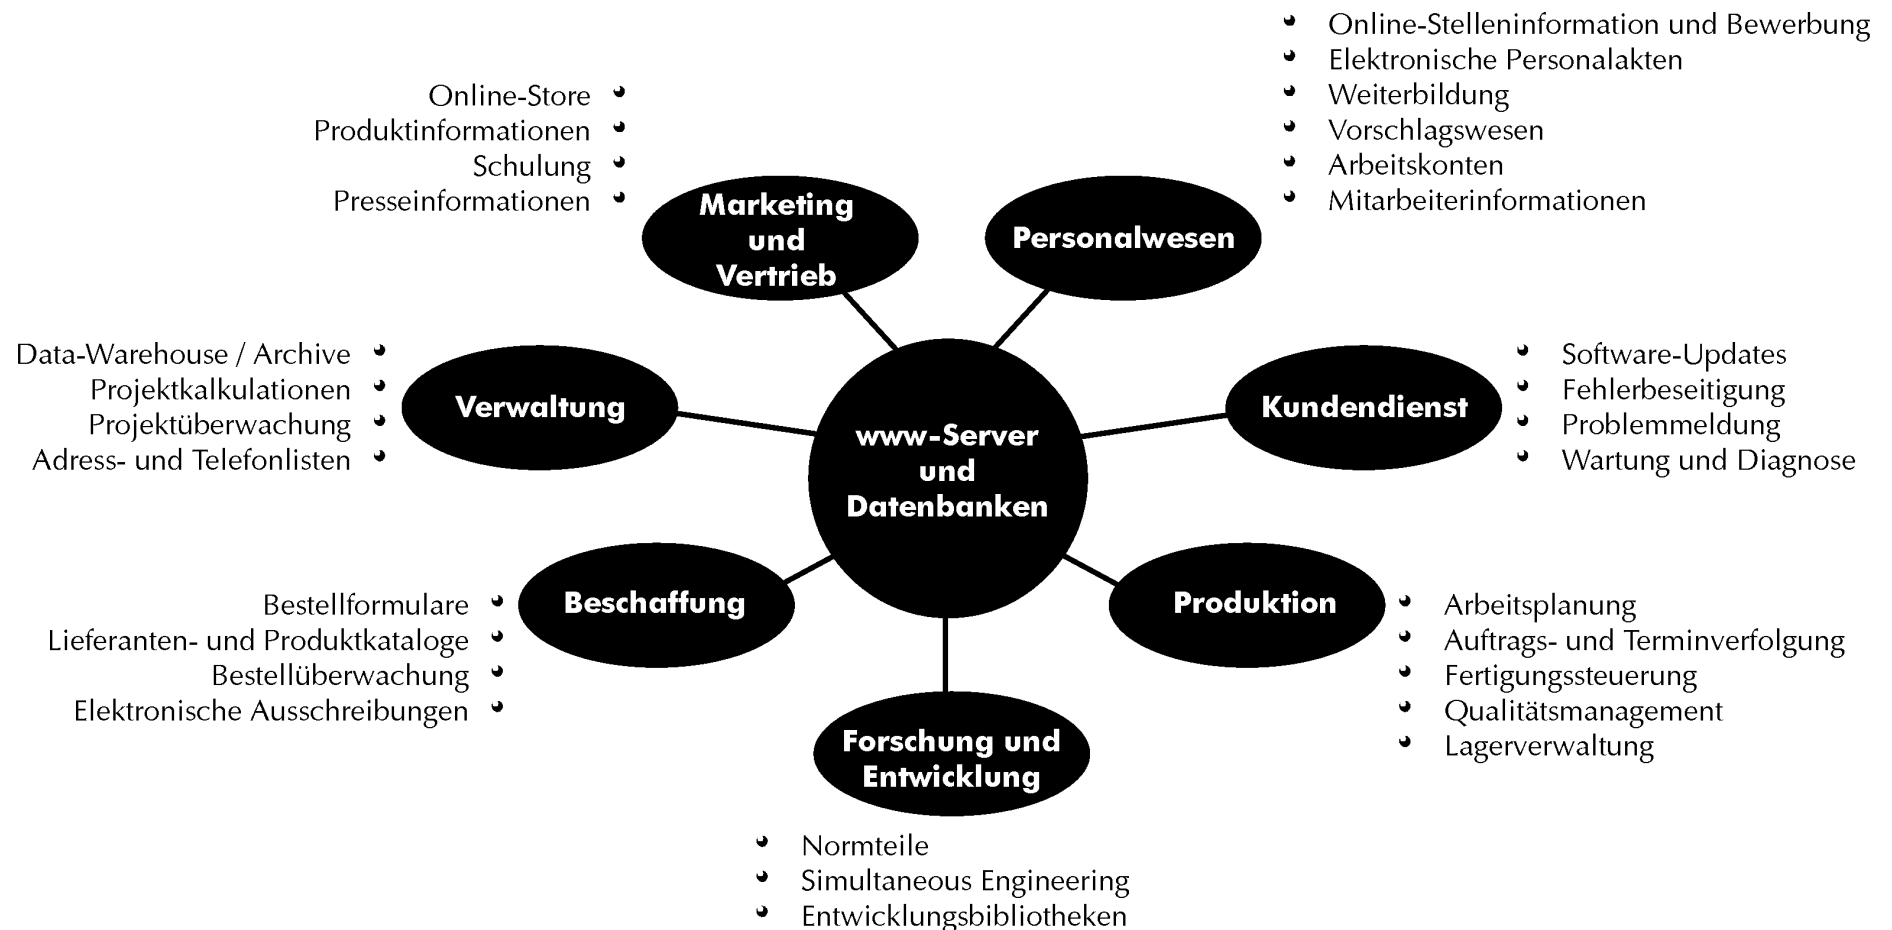 Online-Store
Produktinformationen
Schulung
Presseinformationen
Marketing
und
Vertrieb
Online-Stelleninformation und Bewerbung
Elektronische Personalakten
Weiterbildung
Vorschlagswesen
Arbeitskonten
Mitarbeiterinformationen
Personalwesen
Data-Warehouse / Archive
Projektkalkulationen
Projektüberwachung
Adress- und Telefonlisten
Verwaltung
www-Server
und
Datenbanken
Kundendienst
Software-Updates
Fehlerbeseitigung
Problemmeldung
Wartung und Diagnose
Bestellformulare
Lieferanten- und Produktkataloge
Bestellüberwachung
Elektronische Ausschreibungen
Beschaffung
Produktion
Arbeitsplanung
Auftrags- und Terminverfolgung
Fertigungssteuerung
Qualitätsmanagement
Lagerverwaltung
Forschung und
Entwicklung
Normteile
Simultaneous Engineering
Entwicklungsbibliotheken